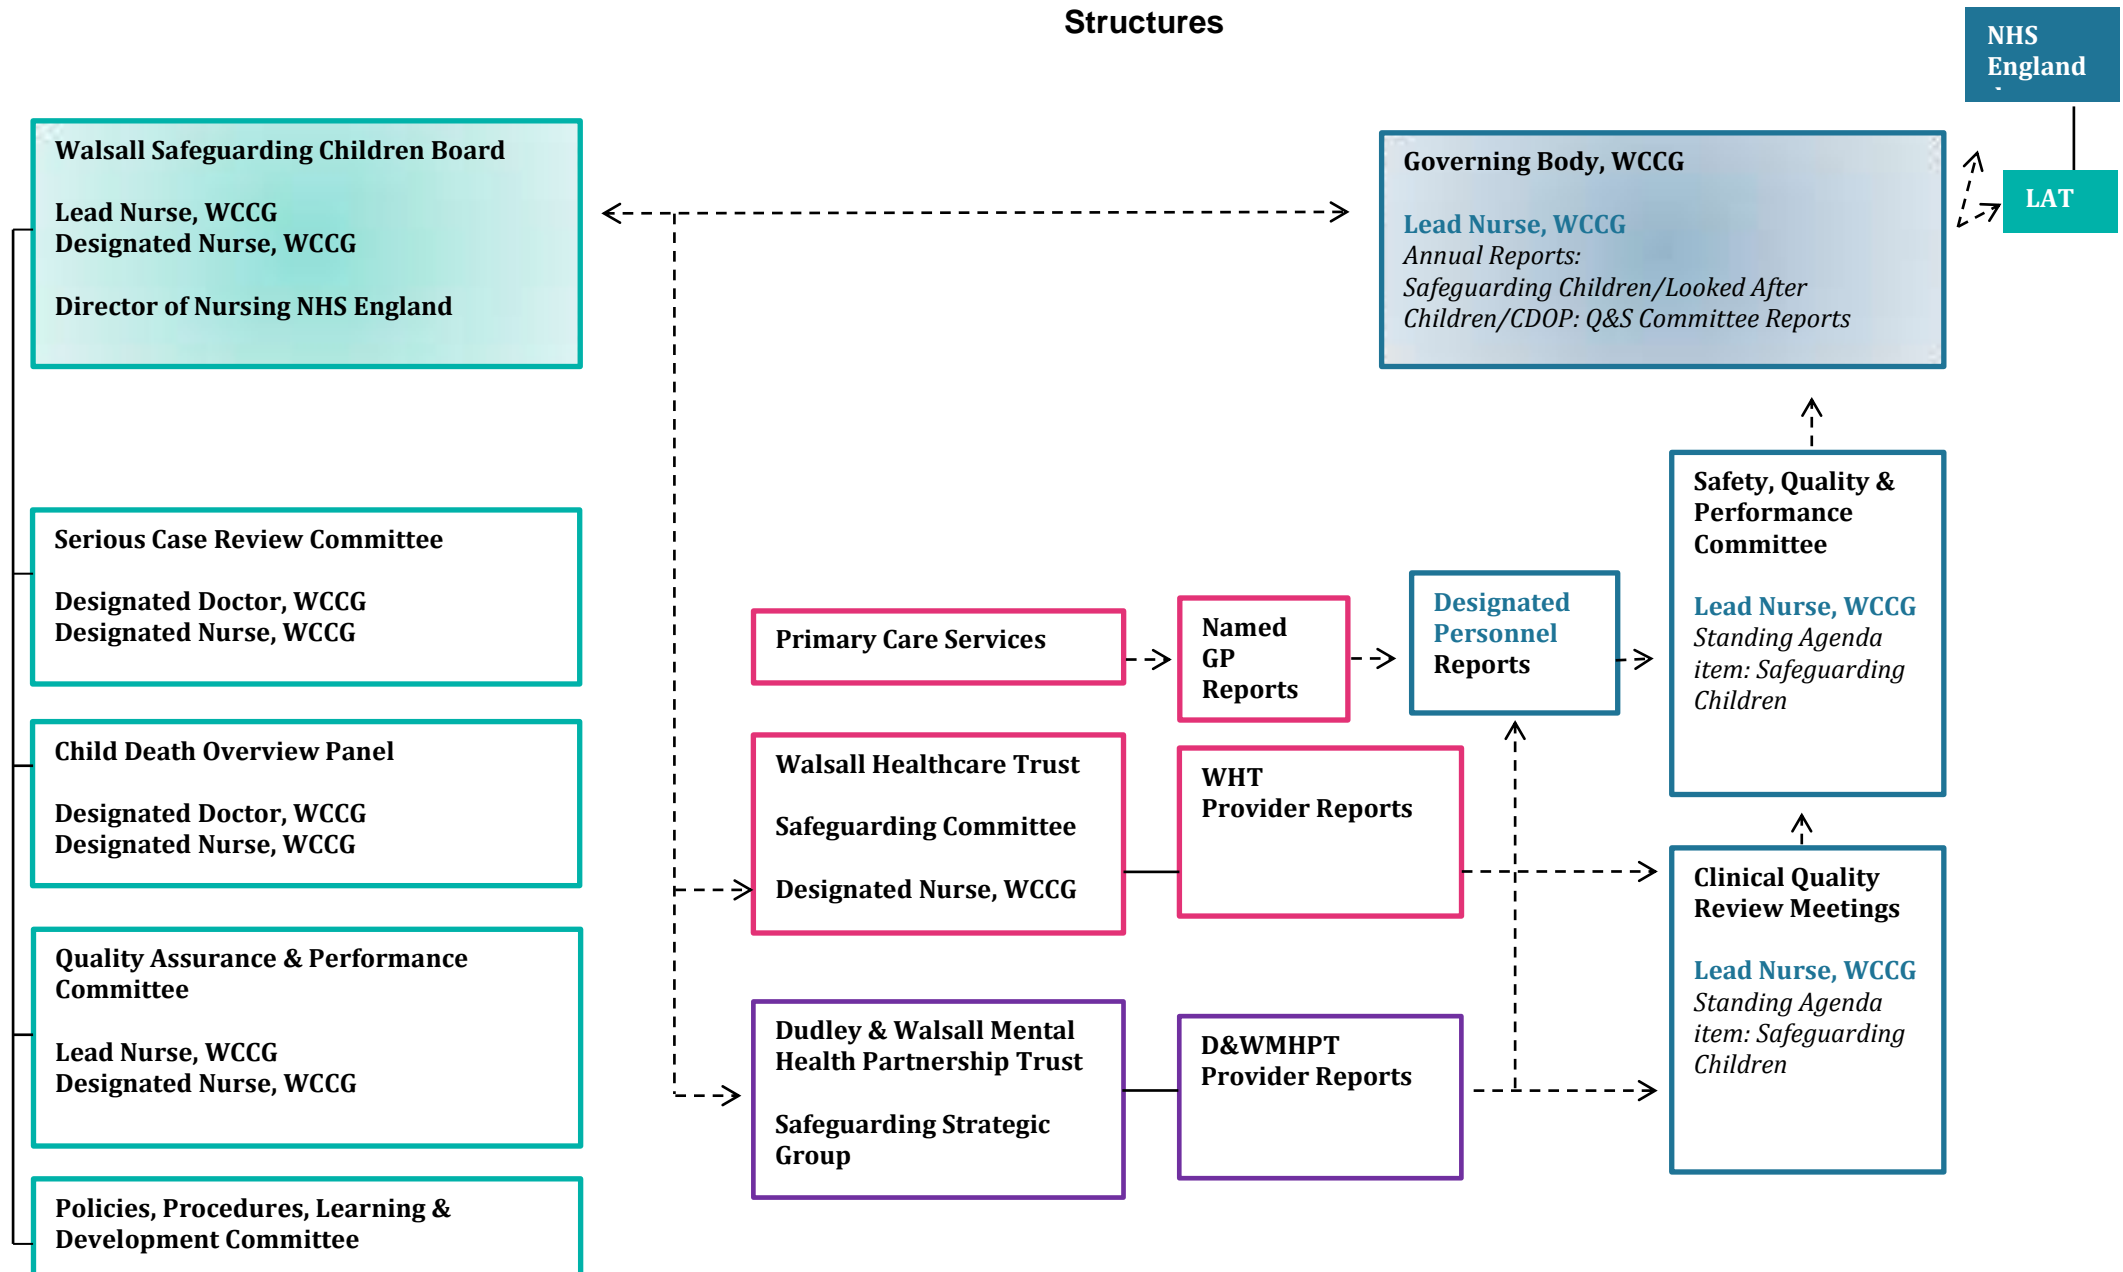 Structures
NHS
England
LAT
Walsall Safeguarding Children Board
Lead Nurse, WCCG
Designated Nurse, WCCG
Director of Nursing NHS England
Governing Body, WCCG
Lead Nurse, WCCG
Annual Reports:
Safeguarding Children/Looked After
Children/CDOP: Q&S Committee Reports
Serious Case Review Committee
Designated Doctor, WCCG
Designated Nurse, WCCG
Child Death Overview Panel
Designated Doctor, WCCG
Designated Nurse, WCCG
Quality Assurance & Performance
Committee
Lead Nurse, WCCG
Designated Nurse, WCCG
Policies, Procedures, Learning &
Development Committee
Primary Care Services
Named
GP
Reports
Designated
Personnel
Reports
Safety, Quality &
Performance
Committee
Lead Nurse, WCCG
Standing Agenda
item: Safeguarding
Children
Walsall Healthcare Trust
Safeguarding Committee
Designated Nurse, WCCG
WHT
Provider Reports
Clinical Quality
Review Meetings
Lead Nurse, WCCG
Standing Agenda
item: Safeguarding
Children
Dudley & Walsall Mental
Health Partnership Trust
Safeguarding Strategic
Group
D&WMHPT
Provider Reports